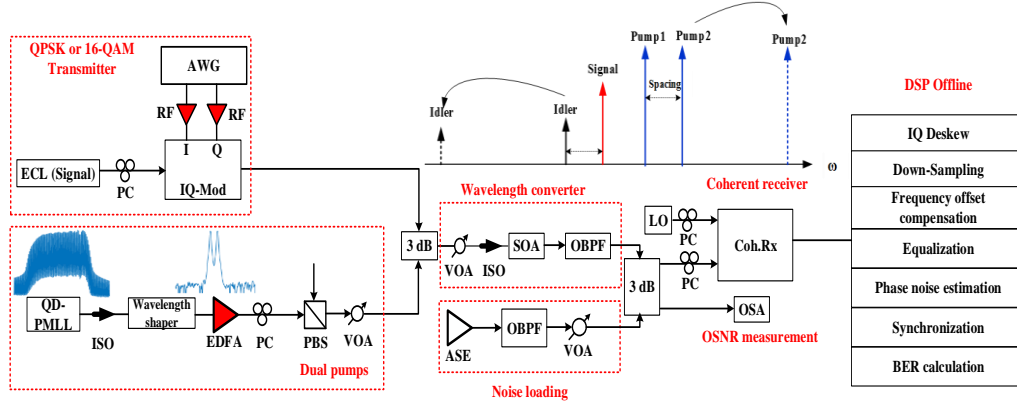 QPSK or 16-QAM
Transmitter
AWG
RF
RF
I
Q
IQ-Mod
ECL (Signal)
PC
Pump1
Pump2
Pump2
Signal
Spacing
Idler
Idler
ω
Wavelength converter
Coherent receiver
3 dB
VOA
ISO
SOA
OBPF
LO
PC
PC
Coh.Rx
3 dB
OSA
OSNR measurement
QD-
PMLL
ISO
Wavelength
shaper
EDFA
PC
PBS
VOA
Dual pumps
ASE
OBPF
VOA
Noise loading
DSP Offline
IQ Deskew
Down-Sampling
Frequency offset
compensation
Equalization
Phase noise estimation
Synchronization
BER calculation